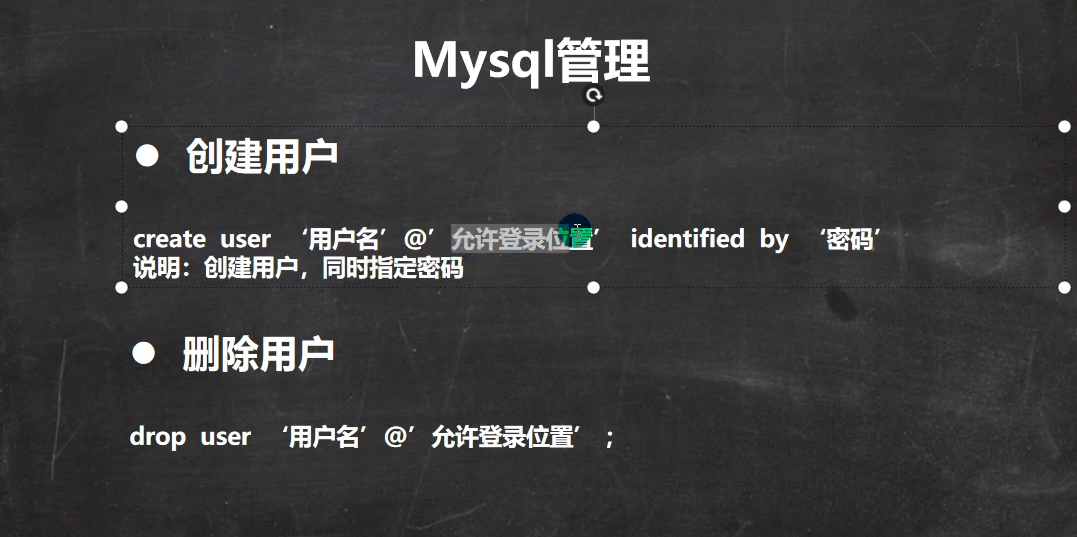 Mysql管理
● 创建用户
create user ‘用户名’@’允许登录位置’ identified by ‘密码’
说明：创建用户，同时指定密码
● 删除用户
drop user ‘用户名’@’允许登录位置’ ;